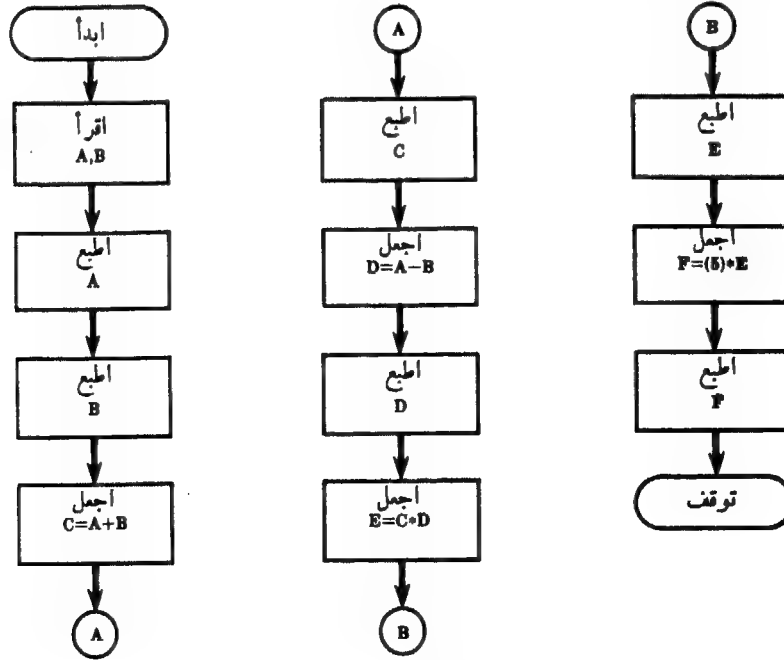 ابدأ
اقرأ
A,B
اطبع
A
اطبع
B
اجعل
C=A+B
A
A
اطبع
C
اجعل
D=A−B
اطبع
D
اجعل
E=C*D
B
B
اطبع
E
اجعل
F=(5)*E
اطبع
F
توقف